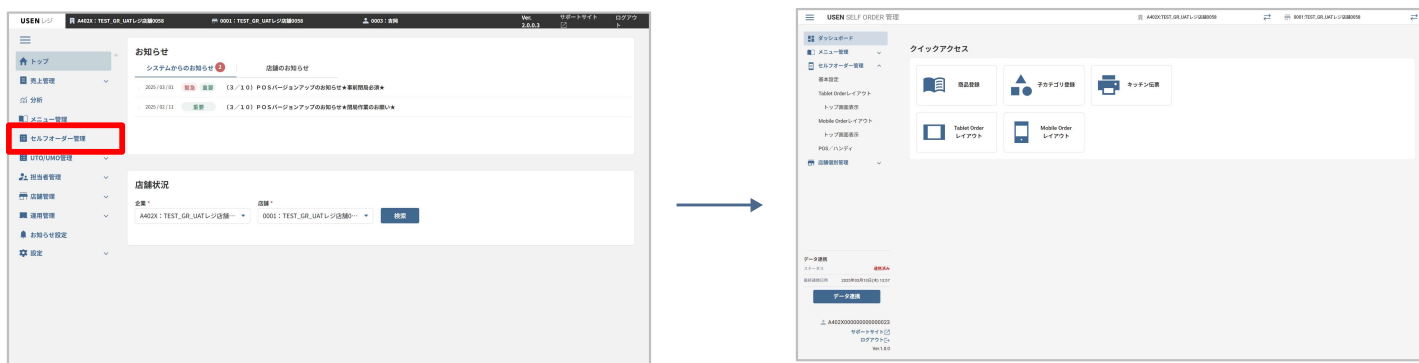 USEN レジ
A402X：TEST_GR_UATレジ店舗0058
0001：TEST_GR_UATレジ店舗0058
0003：吉岡
Ver. 2.0.0.3
サポートサイト
ログアウト
トップ
売上管理
分析
メニュー管理
セルフオーダー管理
UTO/UMO管理
担当者管理
店舗管理
運用管理
お知らせ設定
設定
お知らせ
システムからのお知らせ 2
店舗のお知らせ
2025/03/01 緊急 重要 （3／10）POSバージョンアップのお知らせ★事前閉局必須★
2025/02/11 重要 （3／10）POSバージョンアップのお知らせ★閉局作業のお願い★
店舗状況
企業 *
店舗 *
A402X：TEST_GR_UATレジ店舗…
0001：TEST_GR_UATレジ店舗0…
検索
USEN SELF ORDER 管理
A402X:TEST_GR_UATレジ店舗0058
0001:TEST_GR_UATレジ店舗0058
ダッシュボード
メニュー管理
セルフオーダー管理
基本設定
Tablet Orderレイアウト
トップ画面表示
Mobile Orderレイアウト
トップ画面表示
POS／ハンディ
店舗個別管理
クイックアクセス
商品登録
子カテゴリ登録
キッチン伝票
Tablet Order
レイアウト
Mobile Order
レイアウト
データ連携
ステータス
連携済み
データ連携
サポートサイト
ログアウト
Ver.1.0.0